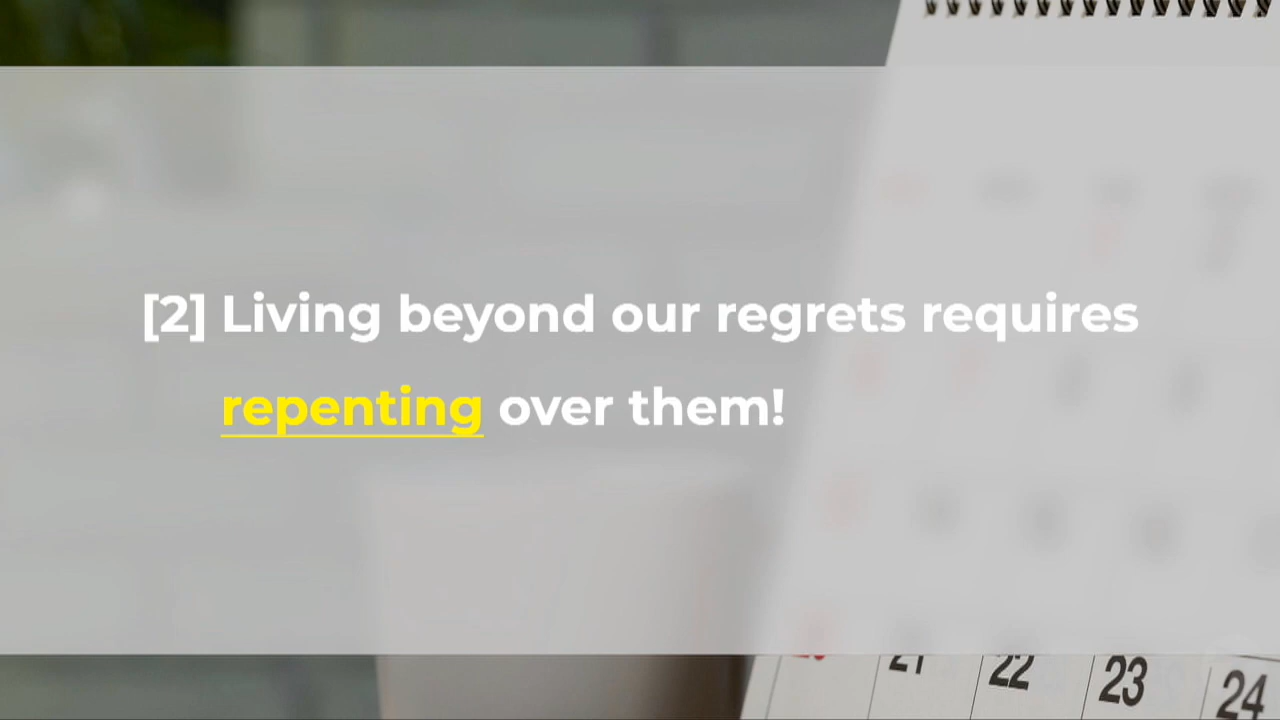 [2] Living beyond our regrets requires
repenting over them!
21 22 23 24